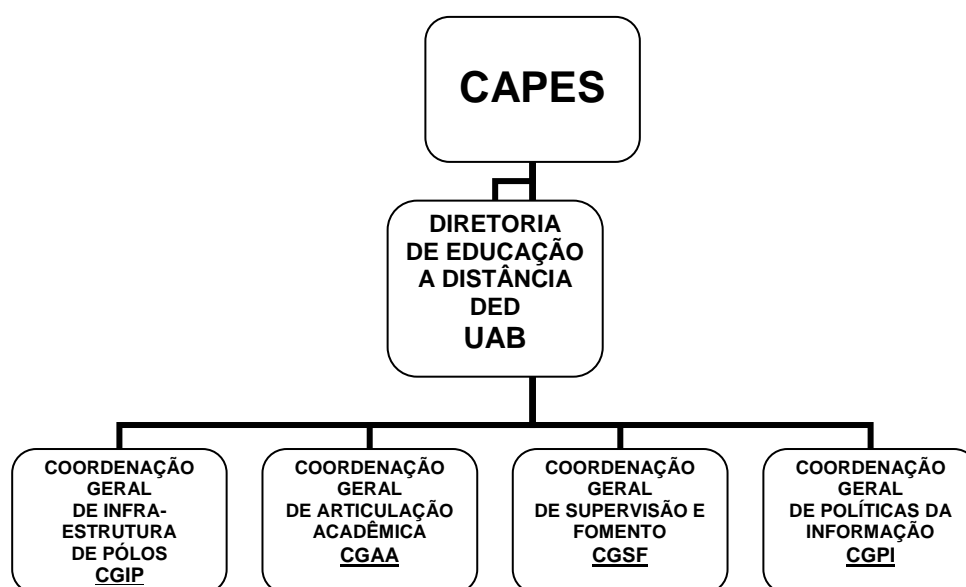 CAPES
DIRETORIA
DE EDUCAÇÃO
A DISTÂNCIA
DED
UAB
COORDENAÇÃO
GERAL
DE INFRA-
ESTRUTURA
DE PÓLOS
CGIP
COORDENAÇÃO
GERAL
DE ARTICULAÇÃO
ACADÊMICA
CGAA
COORDENAÇÃO
GERAL
DE SUPERVISÃO E
FOMENTO
CGSF
COORDENAÇÃO
GERAL
DE POLÍTICAS DA
INFORMAÇÃO
CGPI